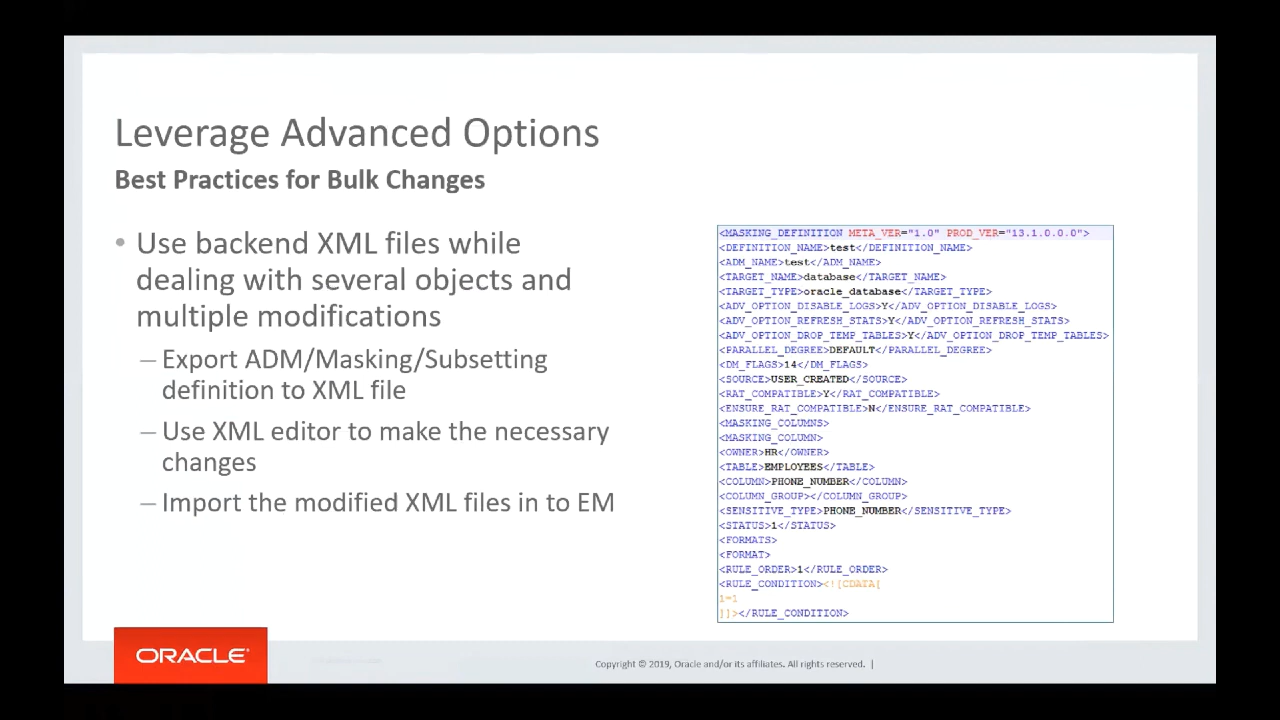 Leverage Advanced Options
Best Practices for Bulk Changes
• Use backend XML files while
dealing with several objects and
multiple modifications
– Export ADM/Masking/Subsetting
definition to XML file
– Use XML editor to make the necessary
changes
– Import the modified XML files in to EM
<MASKING_DEFINITION META_VER="1.0" PROD_VER="13.1.0.0.0">
<DEFINITION_NAME>test</DEFINITION_NAME>
<ADM_NAME>test</ADM_NAME>
<TARGET_NAME>database</TARGET_NAME>
<TARGET_TYPE>oracle_database</TARGET_TYPE>
<ADV_OPTION_DISABLE_LOGS>Y</ADV_OPTION_DISABLE_LOGS>
<ADV_OPTION_REFRESH_STATS>Y</ADV_OPTION_REFRESH_STATS>
<ADV_OPTION_DROP_TEMP_TABLES>Y</ADV_OPTION_DROP_TEMP_TABLES>
<PARALLEL_DEGREE>DEFAULT</PARALLEL_DEGREE>
<DM_FLAGS>14</DM_FLAGS>
<SOURCE>USER_CREATED</SOURCE>
<RAT_COMPATIBLE>Y</RAT_COMPATIBLE>
<ENSURE_RAT_COMPATIBLE>N</ENSURE_RAT_COMPATIBLE>
<MASKING_COLUMNS>
<MASKING_COLUMN>
<OWNER>HR</OWNER>
<TABLE>EMPLOYEES</TABLE>
<COLUMN>PHONE_NUMBER</COLUMN>
<COLUMN_GROUP></COLUMN_GROUP>
<SENSITIVE_TYPE>PHONE_NUMBER</SENSITIVE_TYPE>
<STATUS>1</STATUS>
<FORMATS>
<FORMAT>
<RULE_ORDER>1</RULE_ORDER>
<RULE_CONDITION><![CDATA[
1=1
]]></RULE_CONDITION>
ORACLE®
Copyright © 2019, Oracle and/or its affiliates. All rights reserved. |